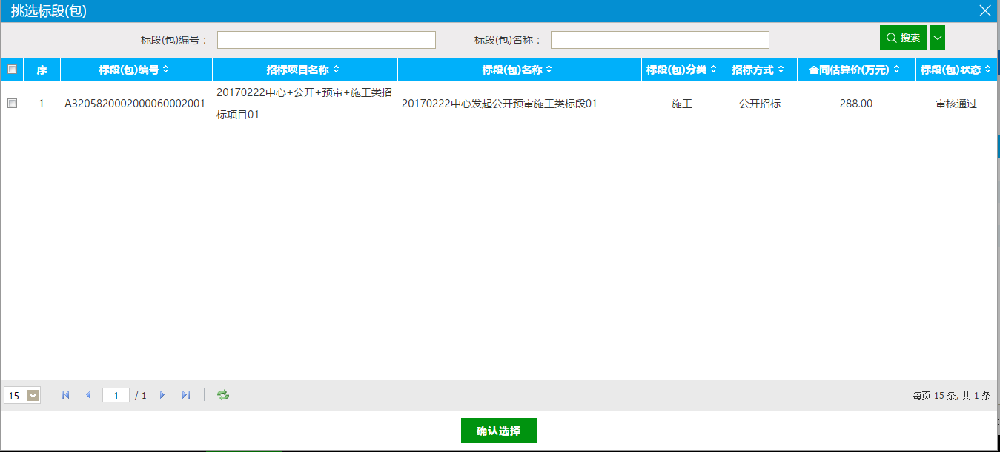 挑选标段(包)
标段(包)编号： 标段(包)名称： 搜索
序 标段(包)编号 招标项目名称 标段(包)名称 标段(包)分类 招标方式 合同估算价(万元) 标段(包)状态
1 A3205820002000060002001 20170222中心+公开+预审+施工类招 20170222中心发起公开预审施工类标段01 施工 公开招标 288.00 审核通过
标项目01
15 1 / 1 每页 15 条, 共 1 条
确认选择